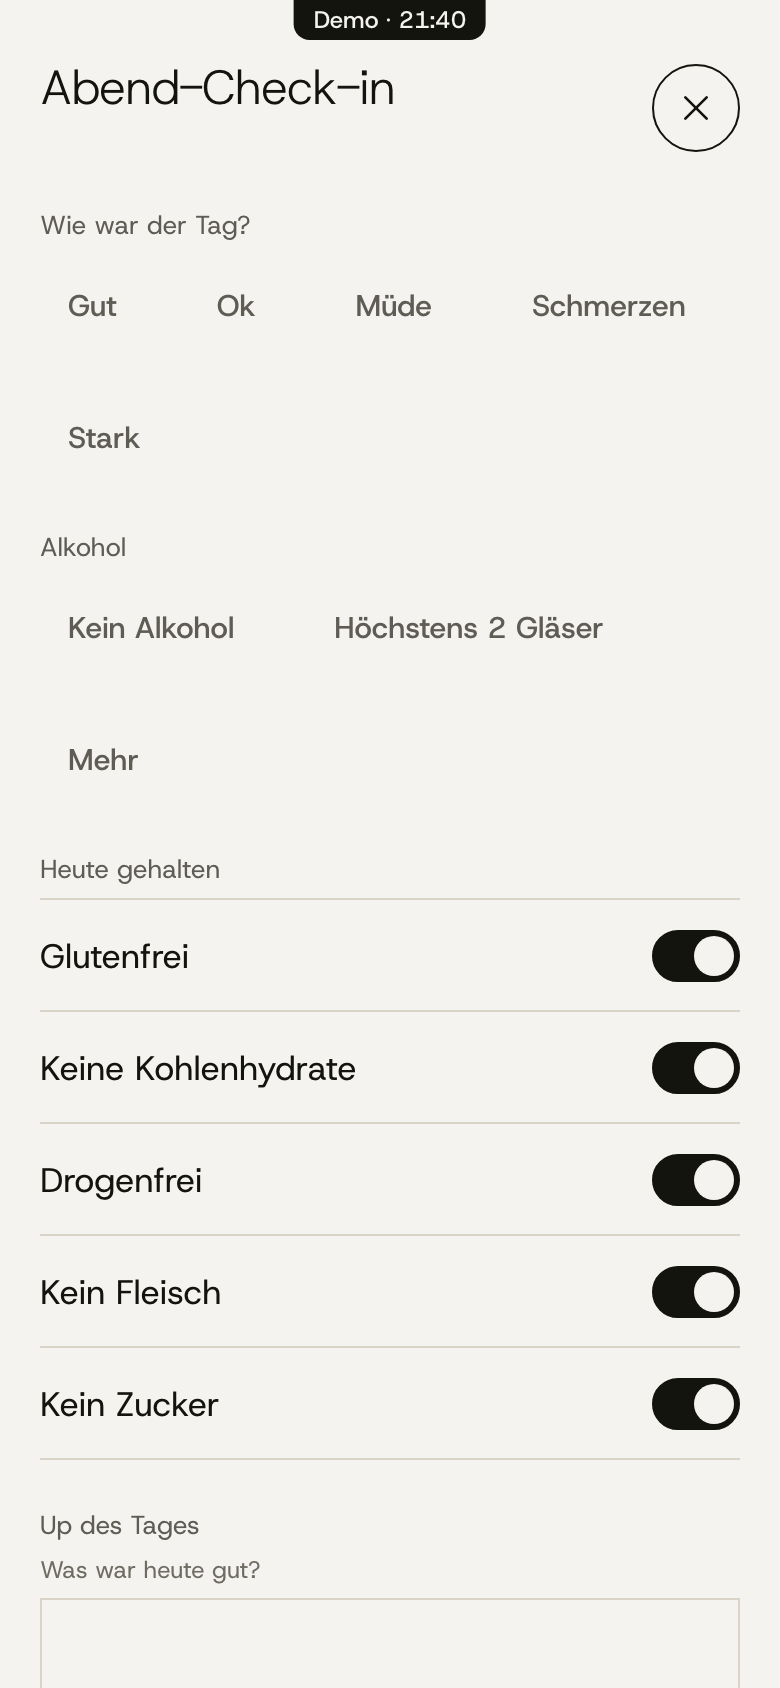 Demo · 21:40
Abend-Check-in
Wie war der Tag?
Gut Ok Müde Schmerzen
Stark
Alkohol
Kein Alkohol Höchstens 2 Gläser
Mehr
Heute gehalten
Glutenfrei
Keine Kohlenhydrate
Drogenfrei
Kein Fleisch
Kein Zucker
Up des Tages
Was war heute gut?